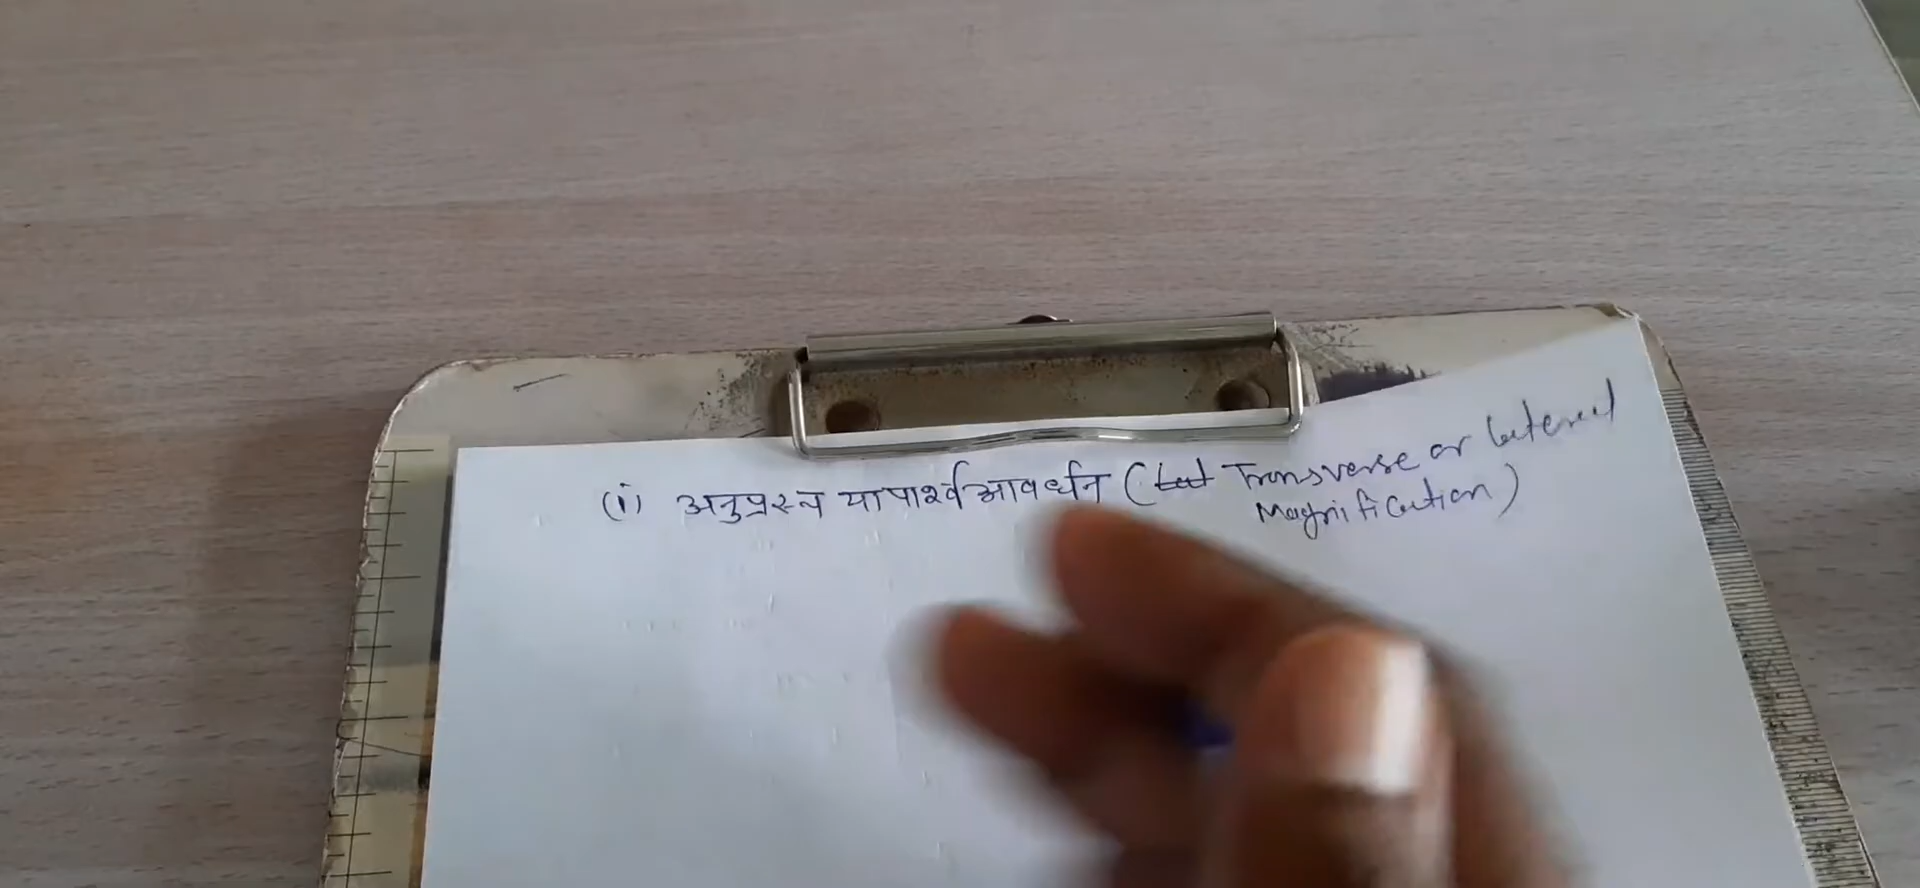 (i) अनुप्रस्त यापार्श्व आवर्धन ( Transverse or lateral
Magnification)